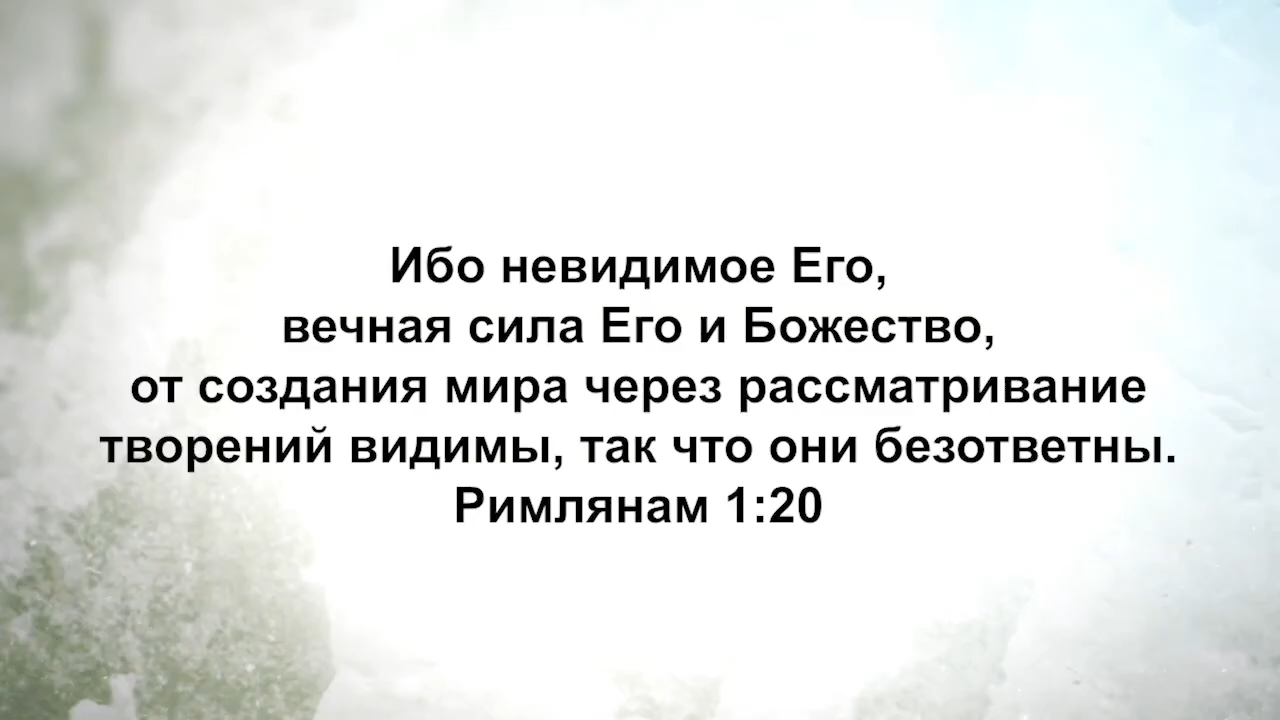 Ибо невидимое Его,
вечная сила Его и Божество,
от создания мира через рассматривание
творений видимы, так что они безответны.
Римлянам 1:20